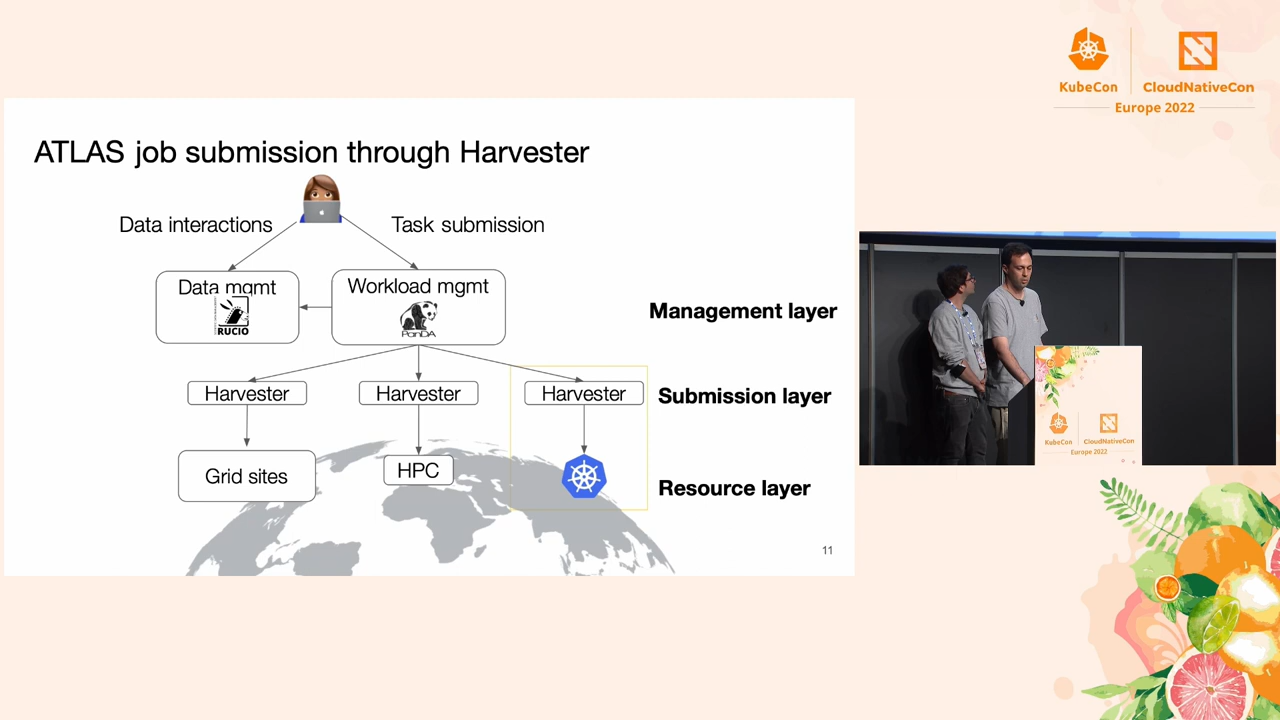 KubeCon
CloudNativeCon
Europe 2022
ATLAS job submission through Harvester
Data interactions
Task submission
Data mgmt
RUCIO
Workload mgmt
PanDA
Management layer
Harvester
Harvester
Harvester
Submission layer
Grid sites
HPC
Resource layer
11
KubeCon
CloudNativeCon
Europe 2022